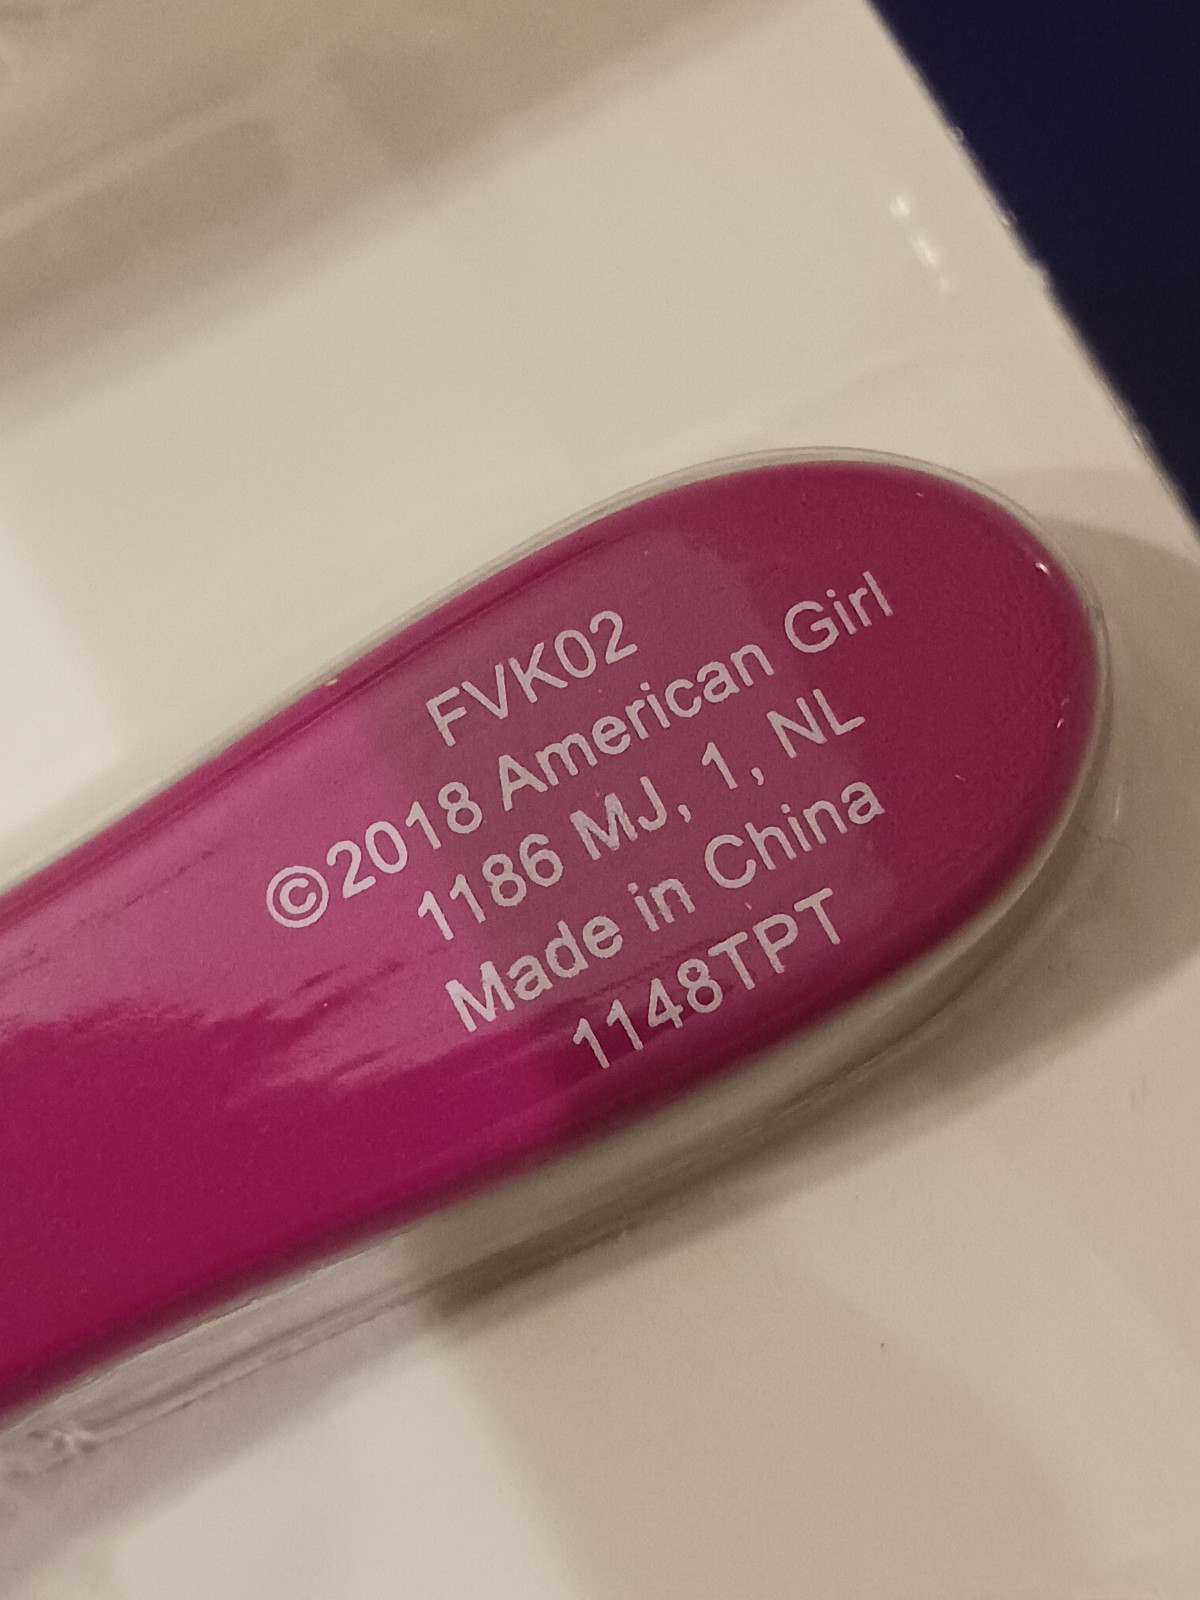 FVK02
©2018 American Girl
1186 MJ, 1, NL
Made in China
1148TPT